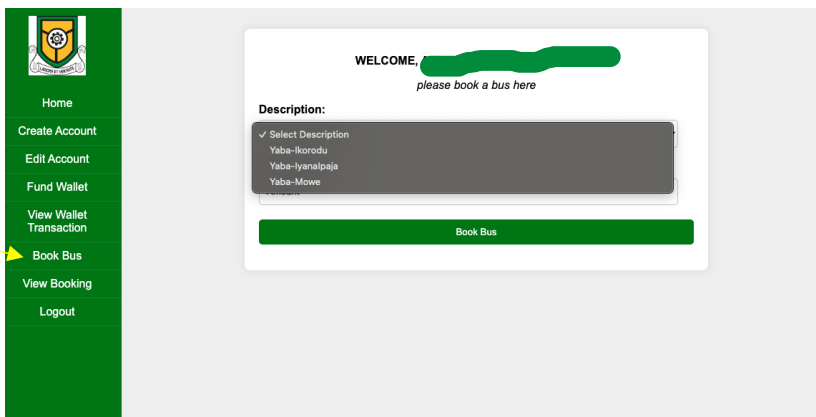 Home
Create Account
Edit Account
Fund Wallet
View Wallet
Transaction
Book Bus
View Booking
Logout
WELCOME,
please book a bus here
Description:
✓ Select Description
Yaba-Ikorodu
Yaba-Iyanalpaja
Yaba-Mowe
Book Bus